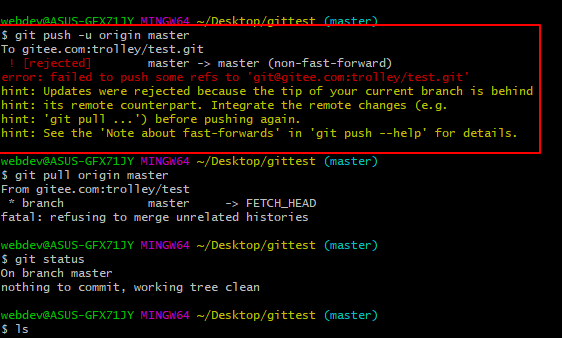 webdev@ASUS-GFX71JY MINGW64 ~/Desktop/gittest (master)
$ git push -u origin master
To gitee.com:trolley/test.git
 ! [rejected]        master -> master (non-fast-forward)
error: failed to push some refs to 'git@gitee.com:trolley/test.git'
hint: Updates were rejected because the tip of your current branch is behind
hint: its remote counterpart. Integrate the remote changes (e.g.
hint: 'git pull ...') before pushing again.
hint: See the 'Note about fast-forwards' in 'git push --help' for details.
webdev@ASUS-GFX71JY MINGW64 ~/Desktop/gittest (master)
$ git pull origin master
From gitee.com:trolley/test
 * branch            master     -> FETCH_HEAD
fatal: refusing to merge unrelated histories
webdev@ASUS-GFX71JY MINGW64 ~/Desktop/gittest (master)
$ git status
On branch master
nothing to commit, working tree clean
webdev@ASUS-GFX71JY MINGW64 ~/Desktop/gittest (master)
$ ls